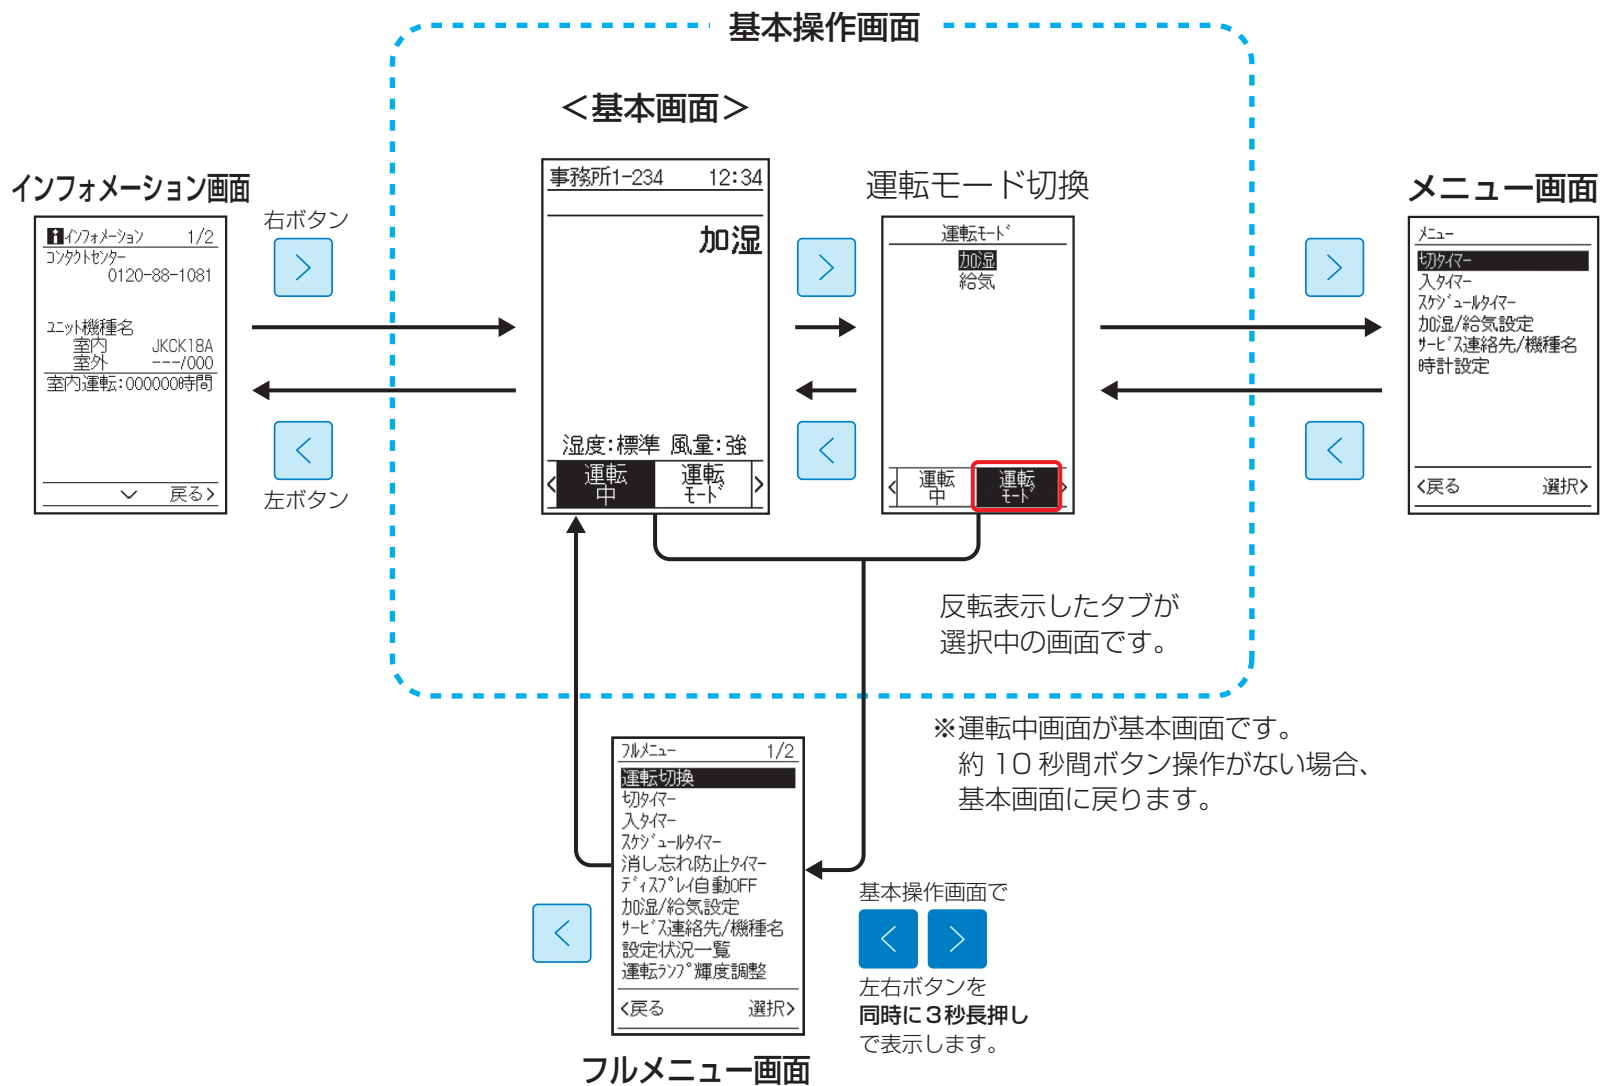 基本操作画面
<基本画面>
インフォメーション画面
iインフォメーション 1/2
コンタクトセンター
0120-88-1081
ユニット機種名
室内 JKCK18A
室外 ---/000
室内運転:000000時間
戻る>
右ボタン
>
<
左ボタン
事務所1-234 12:34
加湿
湿度:標準 風量:強
< 運転中 運転モード >
>
<
運転モード切換
運転モード
加湿
給気
< 運転中 運転モード >
>
<
メニュー画面
メニュー
切タイマー
入タイマー
スケジュールタイマー
加湿/給気設定
サービス連絡先/機種名
時計設定
<戻る 選択>
反転表示したタブが
選択中の画面です。
※運転中画面が基本画面です。
約 10 秒間ボタン操作がない場合、
基本画面に戻ります。
フルメニュー 1/2
運転切換
切タイマー
入タイマー
スケジュールタイマー
消し忘れ防止タイマー
ディスプレイ自動OFF
加湿/給気設定
サービス連絡先/機種名
設定状況一覧
運転ランプ輝度調整
<戻る 選択>
フルメニュー画面
<
基本操作画面で
< >
左右ボタンを
同時に3秒長押し
で表示します。